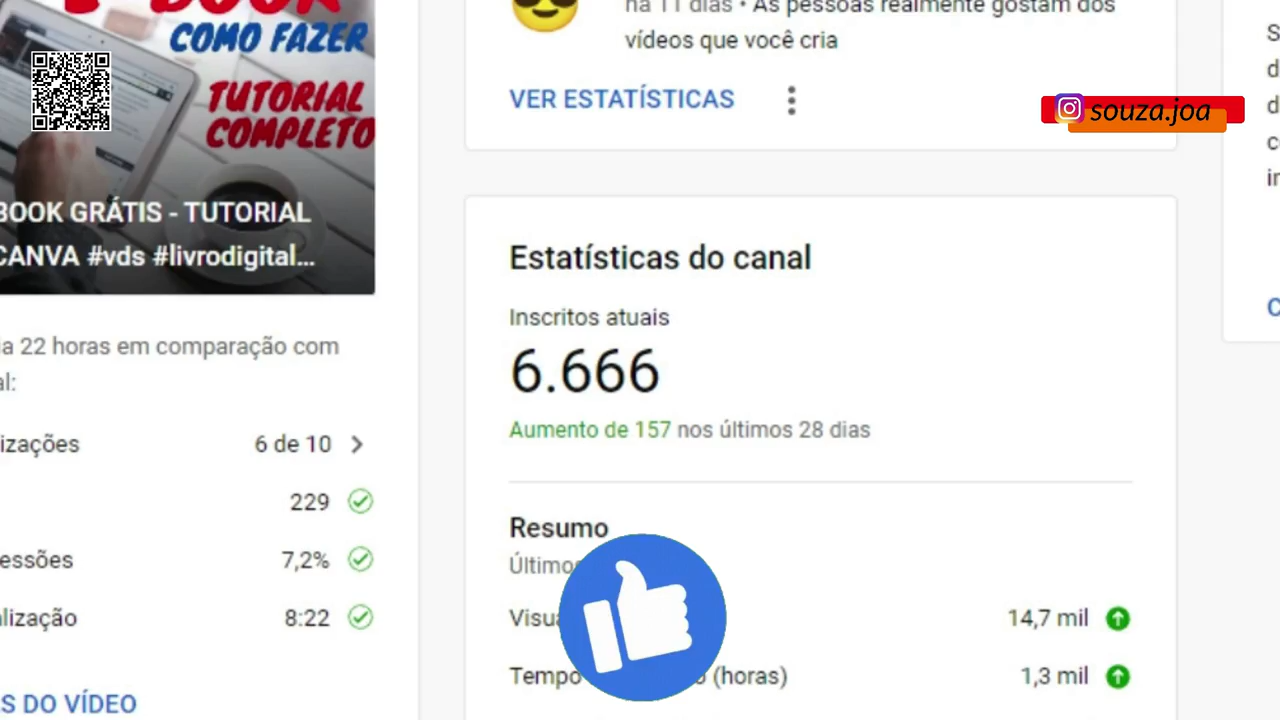 COMO FAZER
TUTORIAL
COMPLETO
BOOK GRÁTIS - TUTORIAL
CANVA #vds #livrodigital...
ia 22 horas em comparação com
al:
izações 6 de 10
229
essões 7,2%
lização 8:22
S DO VÍDEO
há 11 dias • As pessoas realmente gostam dos
vídeos que você cria
VER ESTATÍSTICAS
Estatísticas do canal
Inscritos atuais
6.666
Aumento de 157 nos últimos 28 dias
Resumo
Últimos
Visua 14,7 mil
Tempo o (horas) 1,3 mil
souza.joa